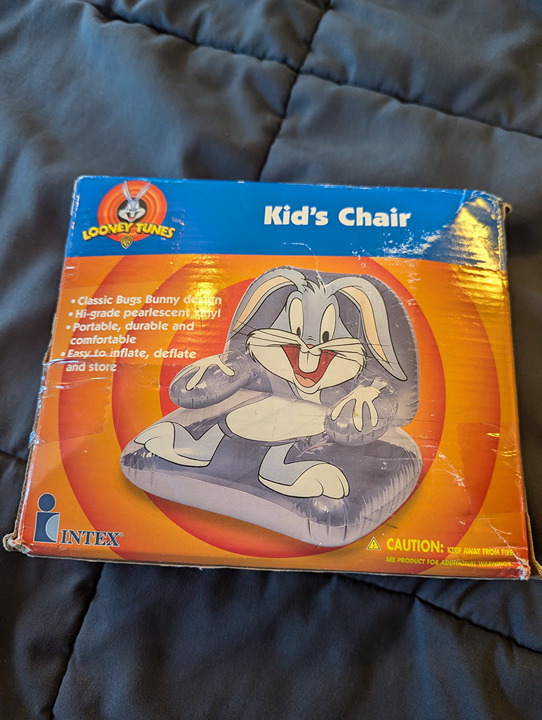 LOONEY TUNES
WB
Kid's Chair
• Classic Bugs Bunny design
• Hi-grade pearlescent vinyl
• Portable, durable and
comfortable
• Easy to inflate, deflate
and store
INTEX®
CAUTION: KEEP AWAY FROM FIRE
SEE PRODUCT FOR ADDITIONAL WARNINGS.